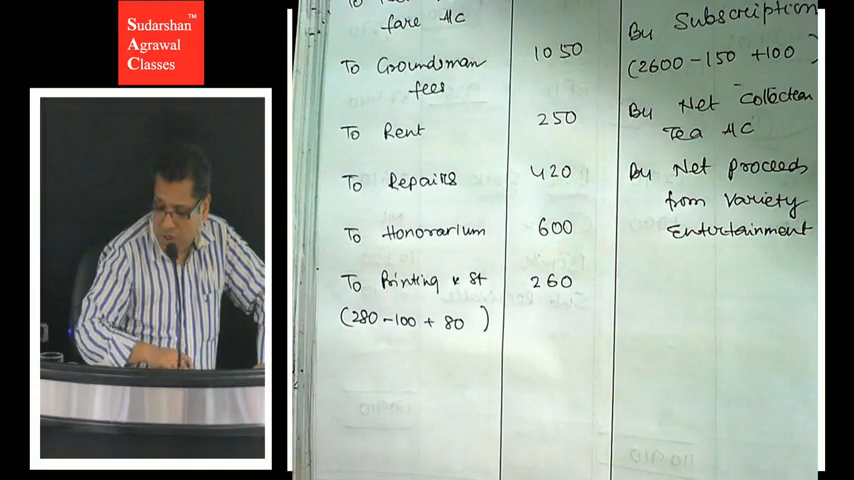 Sudarshan™
Agrawal
Classes
To
fare A/c
To Groundsman 1050
fees
To Rent 250
To Repairs 420
To Honorarium 600
To Printing & St 260
(280 - 100 + 80 )
By Subscription
(2600 - 150 + 100 )
By Net Collection
Tea A/c
By Net proceeds
from Variety
Entertainment